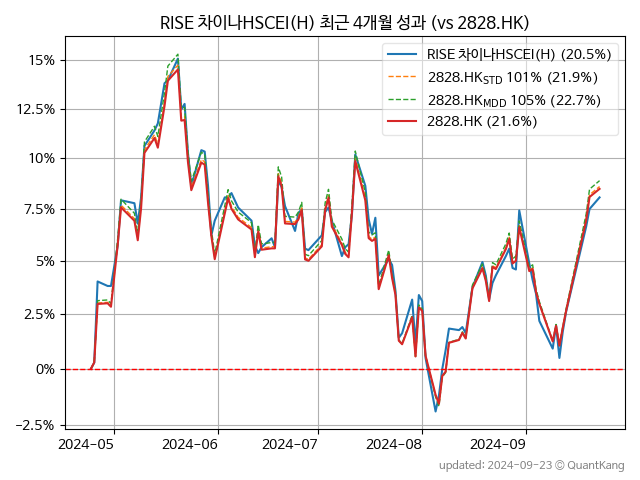 RISE 차이나HSCEI(H) 최근 4개월 성과 (vs 2828.HK)
RISE 차이나HSCEI(H) (20.5%)
2828.HKSTD 101% (21.9%)
2828.HKMDD 105% (22.7%)
2828.HK (21.6%)
15%
12.5%
10%
7.5%
5%
2.5%
0%
−2.5%
2024-05
2024-06
2024-07
2024-08
2024-09
updated: 2024-09-23 © QuantKang